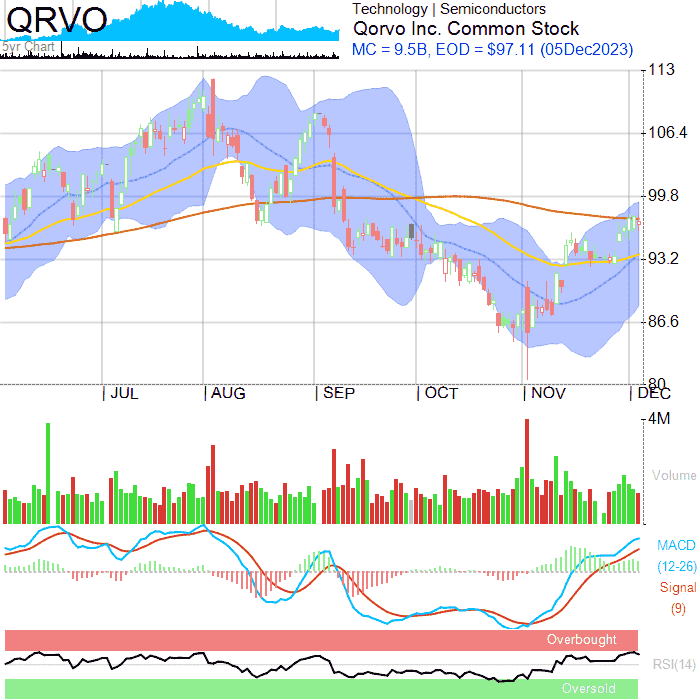 QRVO
Technology | Semiconductors
Qorvo Inc. Common Stock
5yr Chart
MC = 9.5B, EOD = $97.11 (05Dec2023)
113
106.4
99.8
93.2
86.6
80
JUL AUG SEP OCT NOV DEC
4M
Volume
MACD
(12-26)
Signal
(9)
Overbought
RSI(14)
Oversold